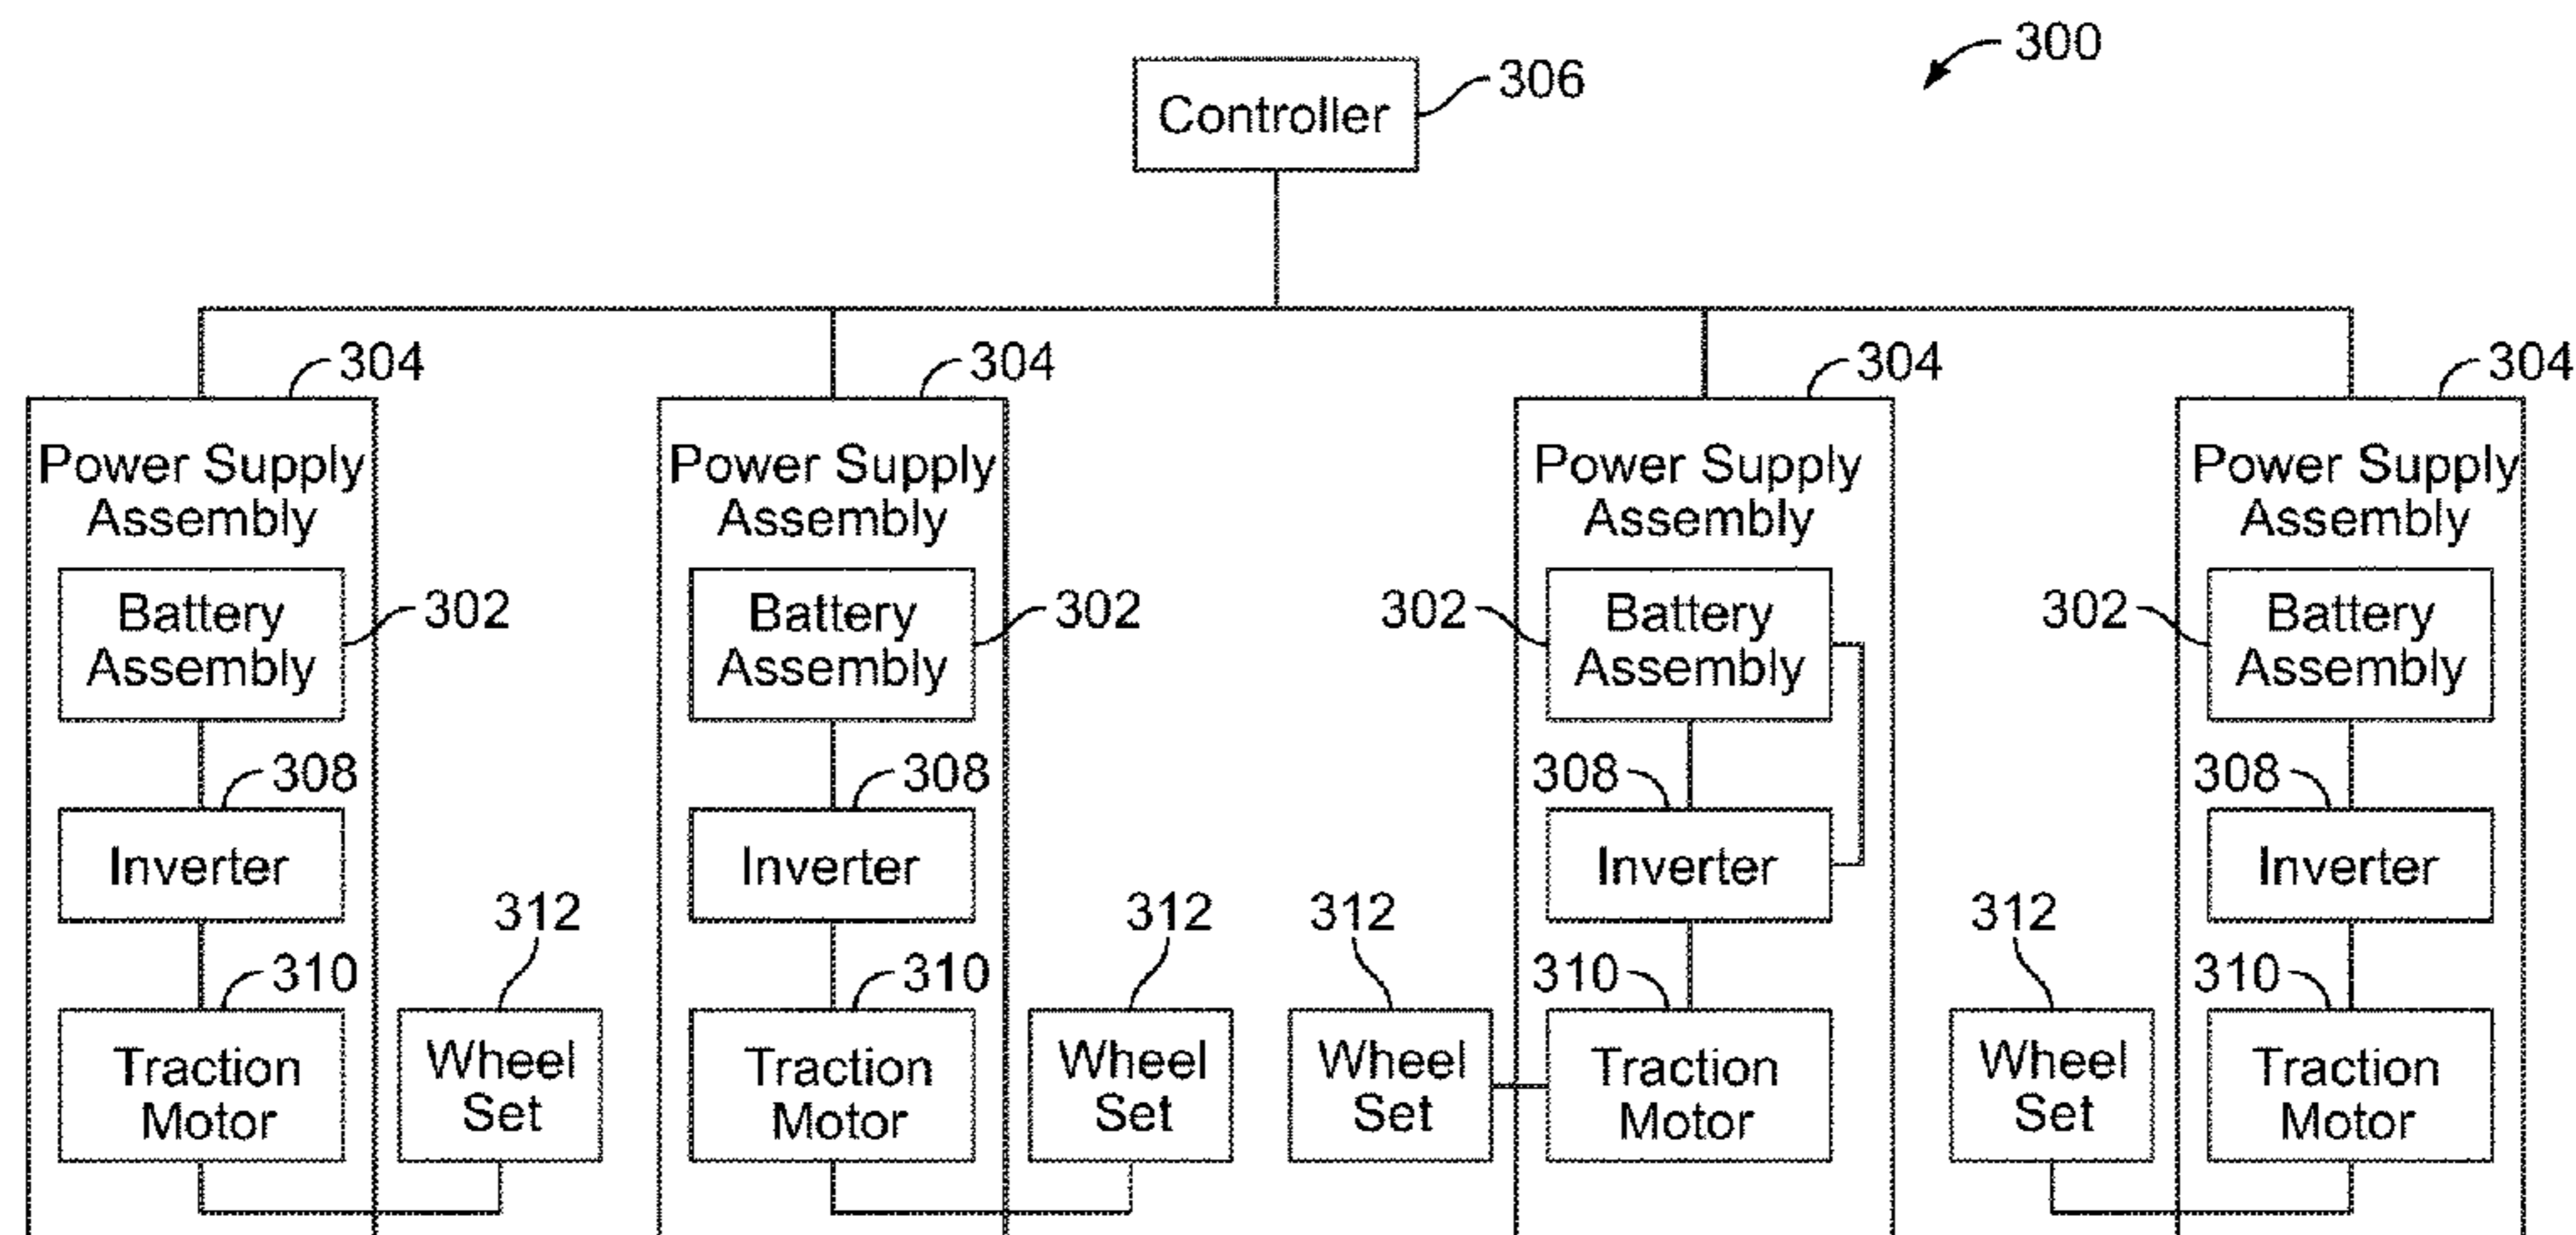 300
Controller
306
304
304
304
304
Power Supply
Assembly
Power Supply
Assembly
Power Supply
Assembly
Power Supply
Assembly
Battery
Assembly
302
Battery
Assembly
302
302
Battery
Assembly
302
Battery
Assembly
308
308
308
308
Inverter
Inverter
Inverter
Inverter
312
312
312
312
310
310
310
310
Traction
Motor
Wheel
Set
Traction
Motor
Wheel
Set
Wheel
Set
Traction
Motor
Wheel
Set
Traction
Motor